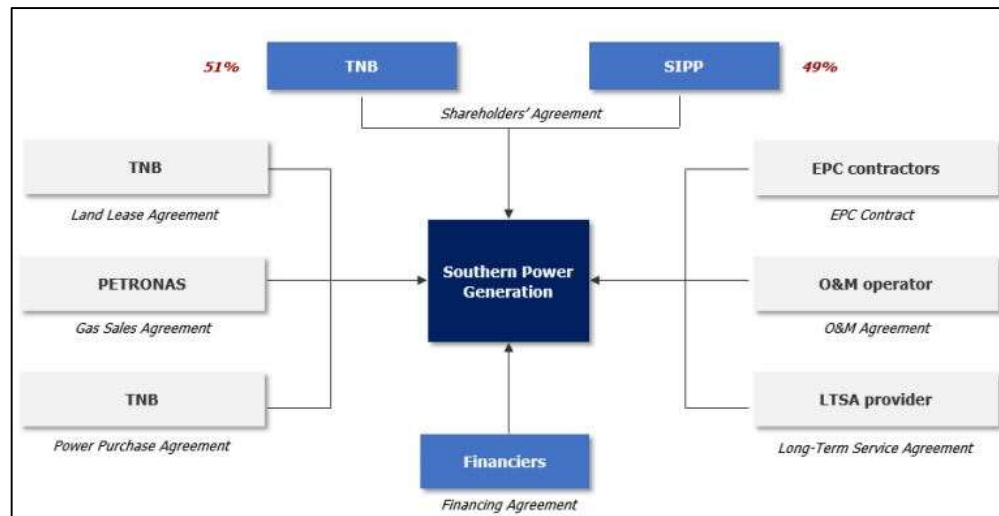 51%
TNB
SIPP
49%
Shareholders' Agreement
TNB
Land Lease Agreement
EPC contractors
EPC Contract
PETRONAS
Gas Sales Agreement
Southern Power
Generation
O&M operator
O&M Agreement
TNB
Power Purchase Agreement
LTSA provider
Long-Term Service Agreement
Financiers
Financing Agreement